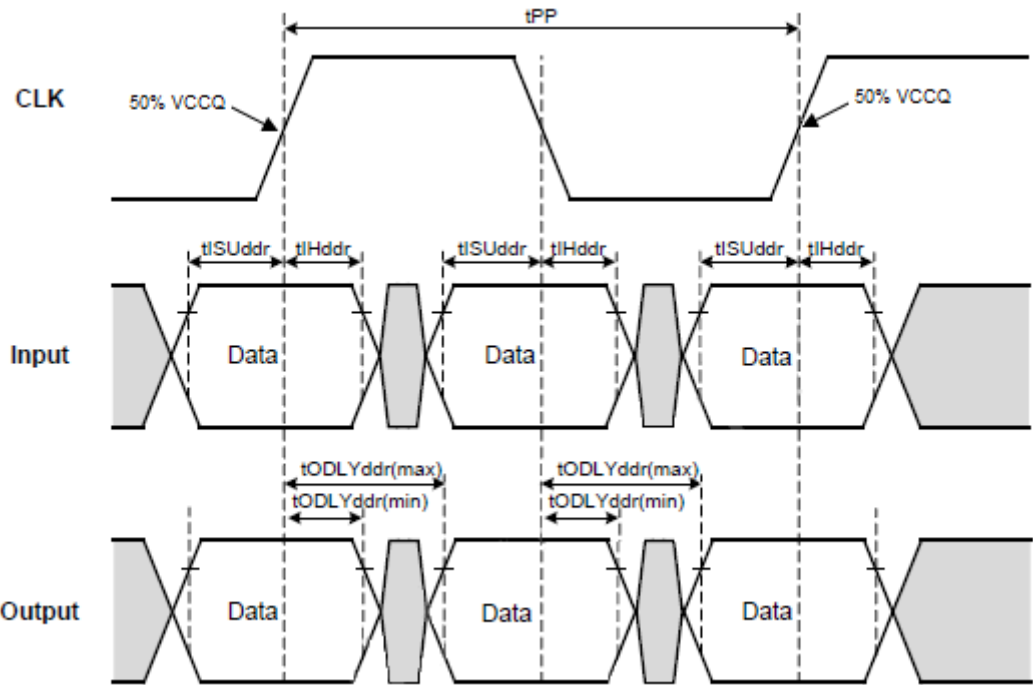 tPP
CLK
50% VCCQ
50% VCCQ
tISUddr tIHddr tISUddr tIHddr tISUddr tIHddr
Input Data Data Data
tODLYddr(max) tODLYddr(max)
tODLYddr(min) tODLYddr(min)
Output Data Data Data